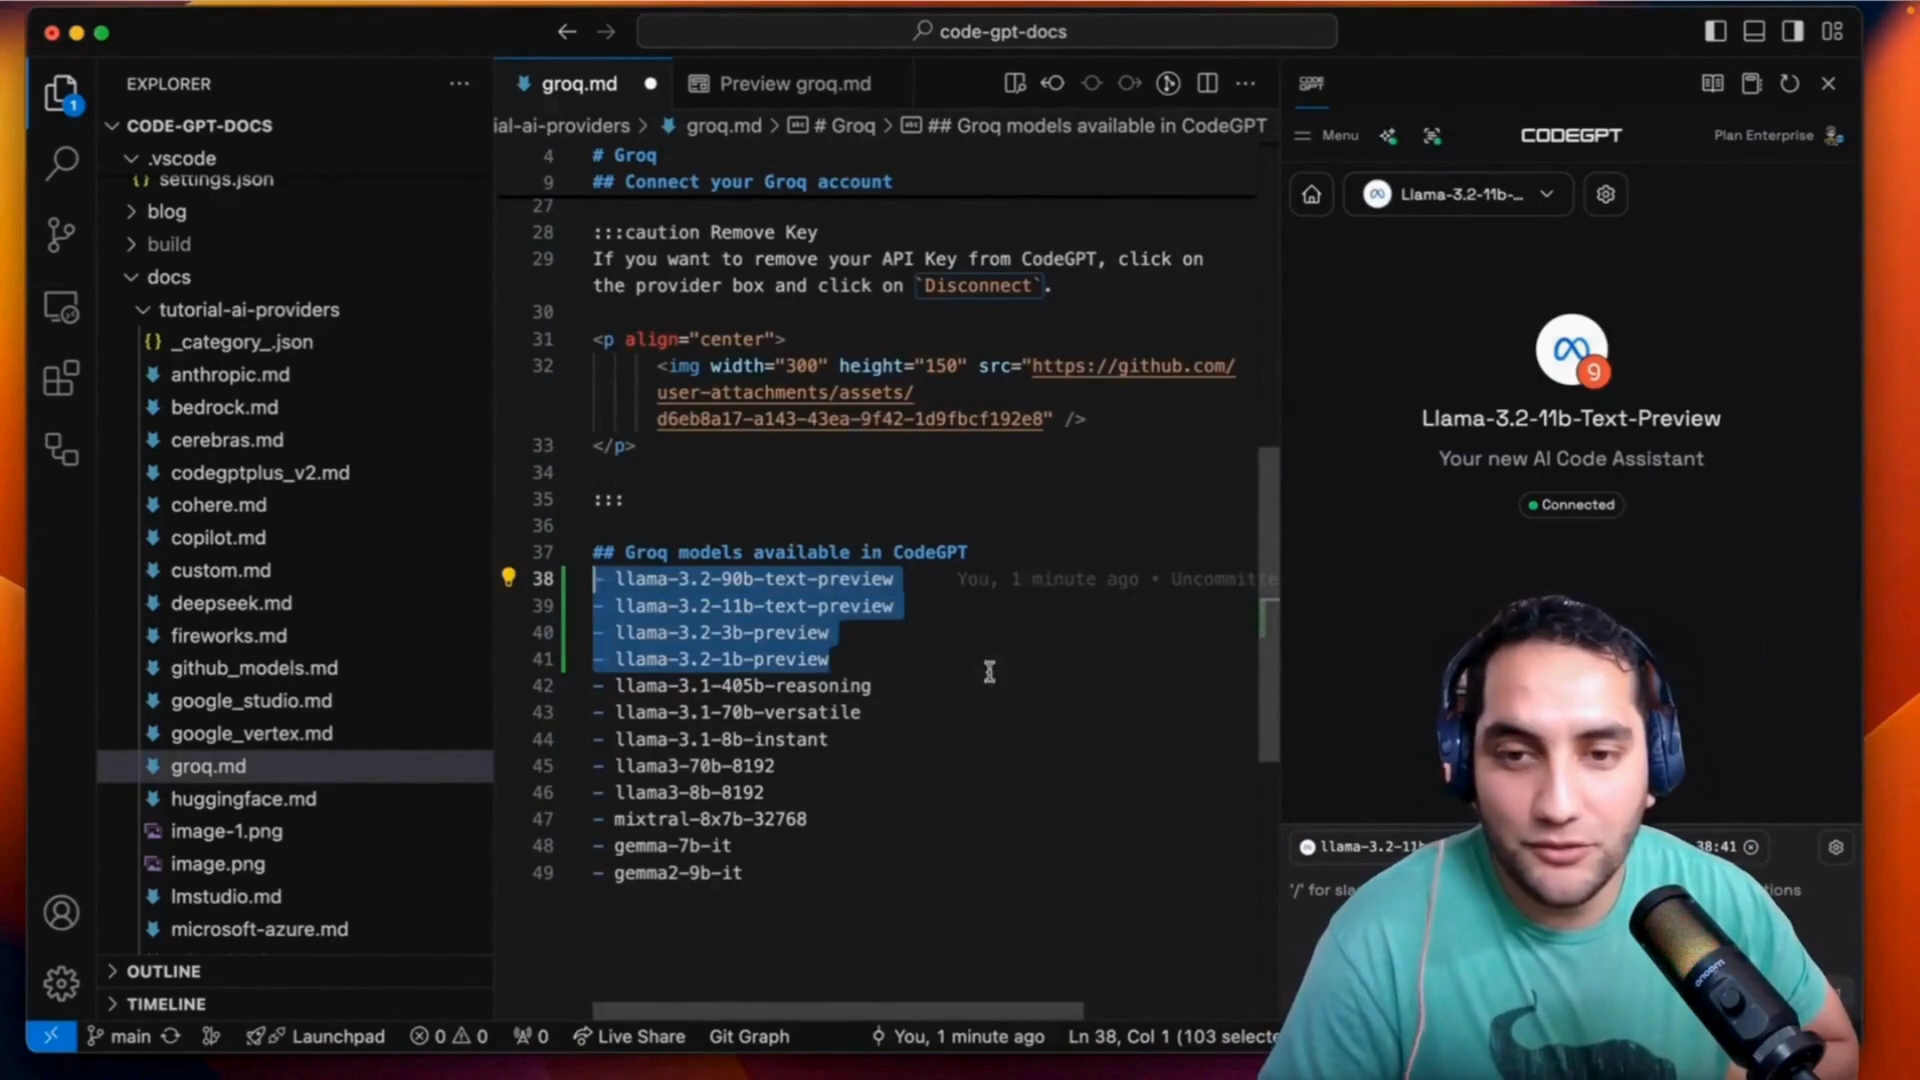 code-gpt-docs
EXPLORER
CODE-GPT-DOCS
.vscode
settings.json
blog
build
docs
tutorial-ai-providers
_category_.json
anthropic.md
bedrock.md
cerebras.md
codegptplus_v2.md
cohere.md
copilot.md
custom.md
deepseek.md
fireworks.md
github_models.md
google_studio.md
google_vertex.md
groq.md
huggingface.md
image-1.png
image.png
lmstudio.md
microsoft-azure.md
OUTLINE
TIMELINE
1
groq.md
Preview groq.md
ial-ai-providers > groq.md > # Groq > ## Groq models available in CodeGPT
4 # Groq
9 ## Connect your Groq account
27
28 :::caution Remove Key
29 If you want to remove your API Key from CodeGPT, click on
the provider box and click on `Disconnect`.
30
31 <p align="center">
32 <img width="300" height="150" src="https://github.com/
user-attachments/assets/
d6eb8a17-a143-43ea-9f42-1d9fbcf192e8" />
33 </p>
34
35 :::
36
37 ## Groq models available in CodeGPT
38 - llama-3.2-90b-text-preview You, 1 minute ago • Uncommitte
39 - llama-3.2-11b-text-preview
40 - llama-3.2-3b-preview
41 - llama-3.2-1b-preview
42 - llama-3.1-405b-reasoning
43 - llama-3.1-70b-versatile
44 - llama-3.1-8b-instant
45 - llama3-70b-8192
46 - llama3-8b-8192
47 - mixtral-8x7b-32768
48 - gemma-7b-it
49 - gemma2-9b-it
CODE
GPT
Menu
CODEGPT
Plan Enterprise
Llama-3.2-11b-...
9
Llama-3.2-11b-Text-Preview
Your new AI Code Assistant
Connected
llama-3.2-11
38:41
'/' for sla
tions
main
Launchpad
0 0
0
Live Share
Git Graph
You, 1 minute ago
Ln 38, Col 1 (103 selecte